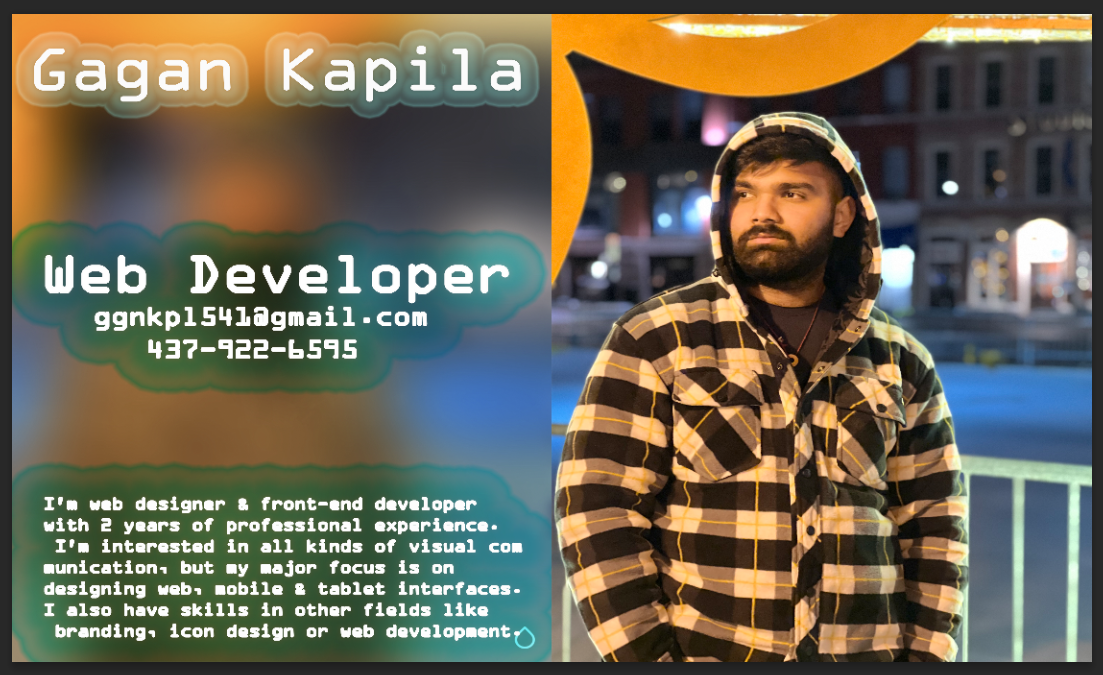 Gagan Kapila
Web Developer
ggnkpl541@gmail.com
437-922-6595
I'm web designer & front-end developer
with 2 years of professional experience.
I'm interested in all kinds of visual com
munication, but my major focus is on
designing web, mobile & tablet interfaces.
I also have skills in other fields like
branding, icon design or web development.